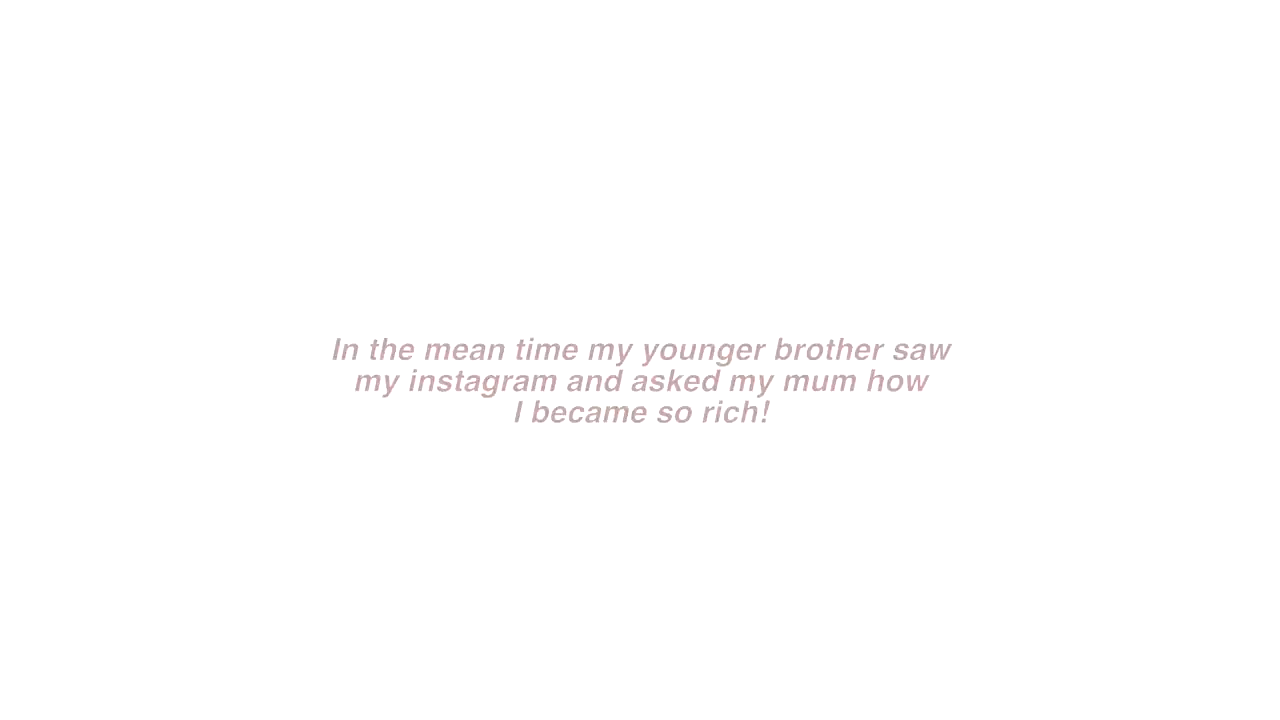 In the mean time my younger brother saw
my instagram and asked my mum how
I became so rich!